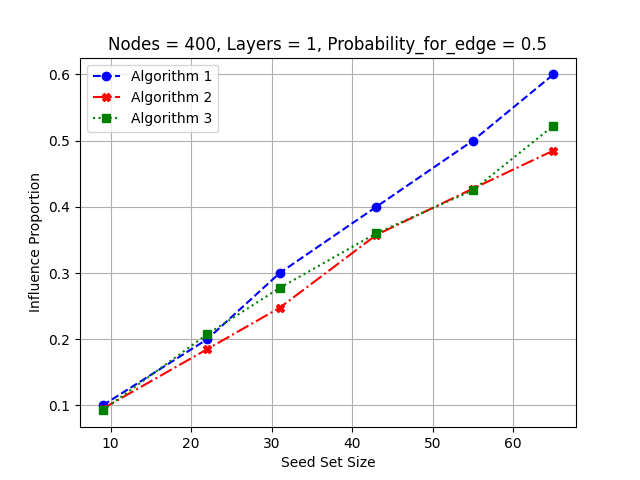 Nodes = 400, Layers = 1, Probability_for_edge = 0.5
Algorithm 1
Algorithm 2
Algorithm 3
0.6
0.5
0.4
0.3
0.2
0.1
Influence Proportion
10 20 30 40 50 60
Seed Set Size